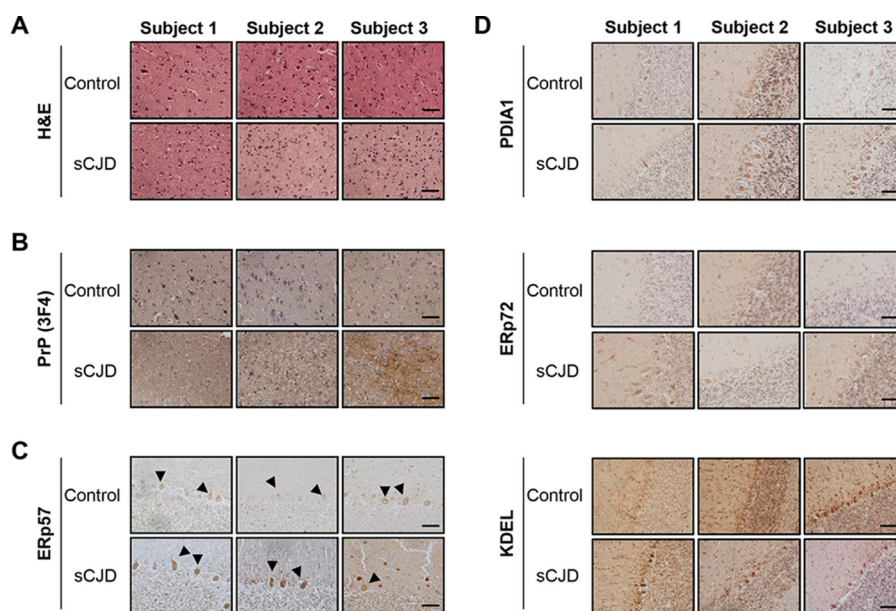 A
Subject 1 Subject 2 Subject 3
H&E
Control
sCJD
B
PrP (3F4)
Control
sCJD
C
ERp57
Control
sCJD
D
Subject 1 Subject 2 Subject 3
PDIA1
Control
sCJD
ERp72
Control
sCJD
KDEL
Control
sCJD